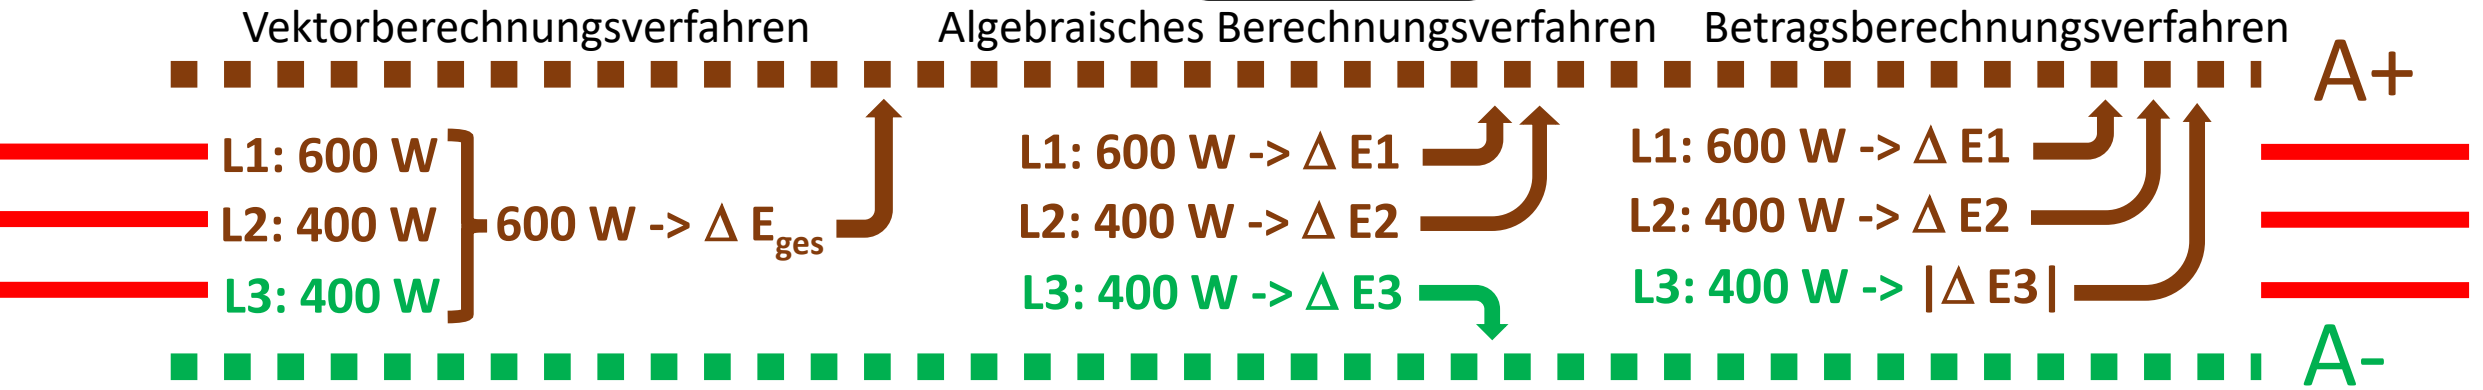 Vektorberechnungsverfahren
Algebraisches Berechnungsverfahren
Betragsberechnungsverfahren
A+
L1: 600 W
L2: 400 W
L3: 400 W
600 W -> Δ Eges
L1: 600 W -> Δ E1
L2: 400 W -> Δ E2
L3: 400 W -> Δ E3
L1: 600 W -> Δ E1
L2: 400 W -> Δ E2
L3: 400 W -> |Δ E3|
A-